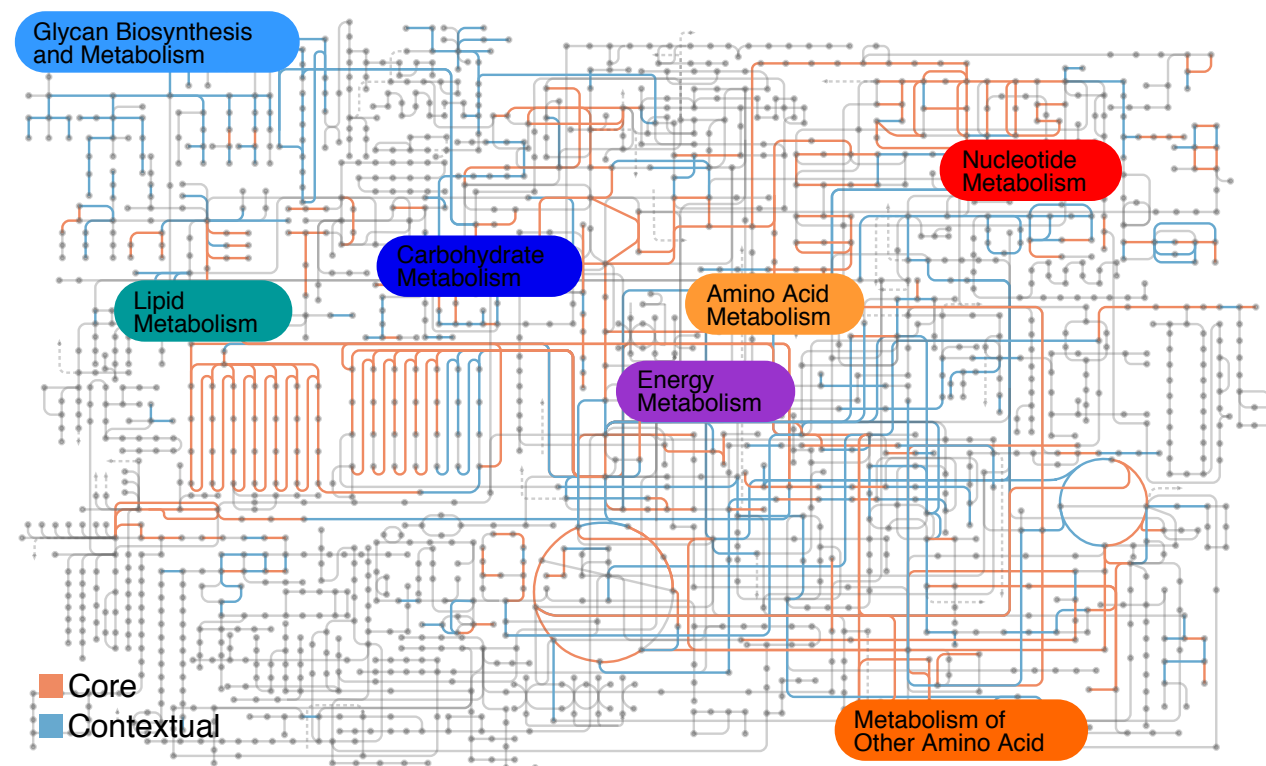 Glycan Biosynthesis
and Metabolism
Nucleotide
Metabolism
Carbohydrate
Metabolism
Lipid
Metabolism
Amino Acid
Metabolism
Energy
Metabolism
Core
Contextual
Metabolism of
Other Amino Acid